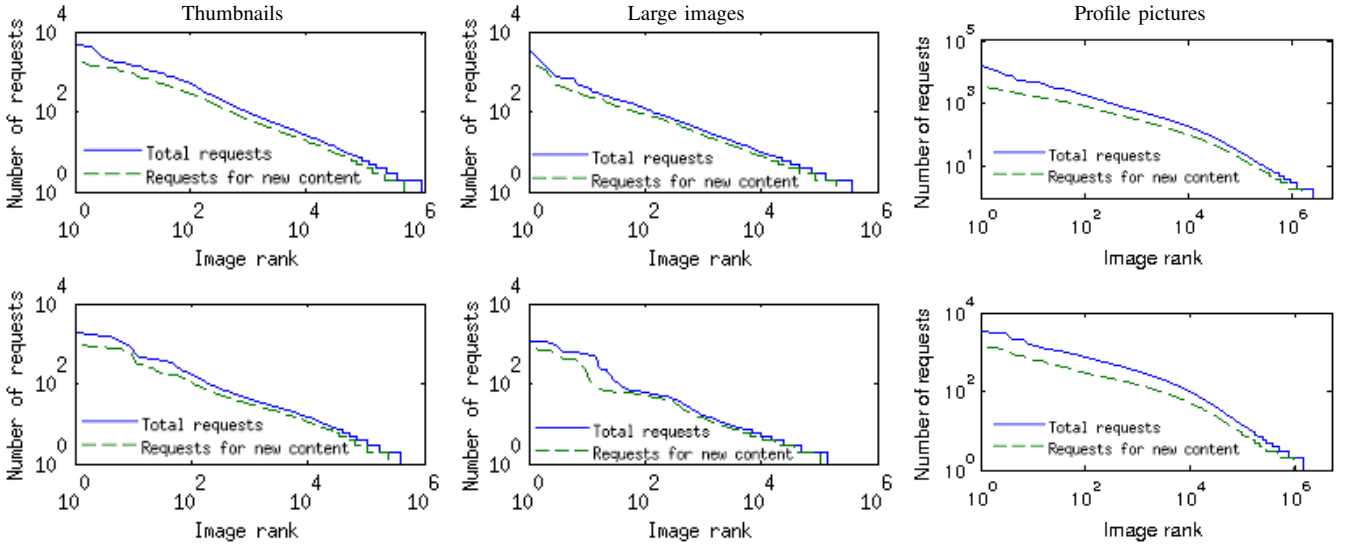 Thumbnails
Number of requests
10^4
10^2
10^0
Total requests
Requests for new content
10^0 10^2 10^4 10^6
Image rank
Large images
Number of requests
10^4
10^2
10^0
Total requests
Requests for new content
10^0 10^2 10^4 10^6
Image rank
Profile pictures
Number of requests
10^5
10^3
10^1
Total requests
Requests for new content
10^0 10^2 10^4 10^6
Image rank
Number of requests
10^4
10^2
10^0
Total requests
Requests for new content
10^0 10^2 10^4 10^6
Image rank
Number of requests
10^4
10^2
10^0
Total requests
Requests for new content
10^0 10^2 10^4 10^6
Image rank
Number of requests
10^4
10^2
10^0
Total requests
Requests for new content
10^0 10^2 10^4 10^6
Image rank